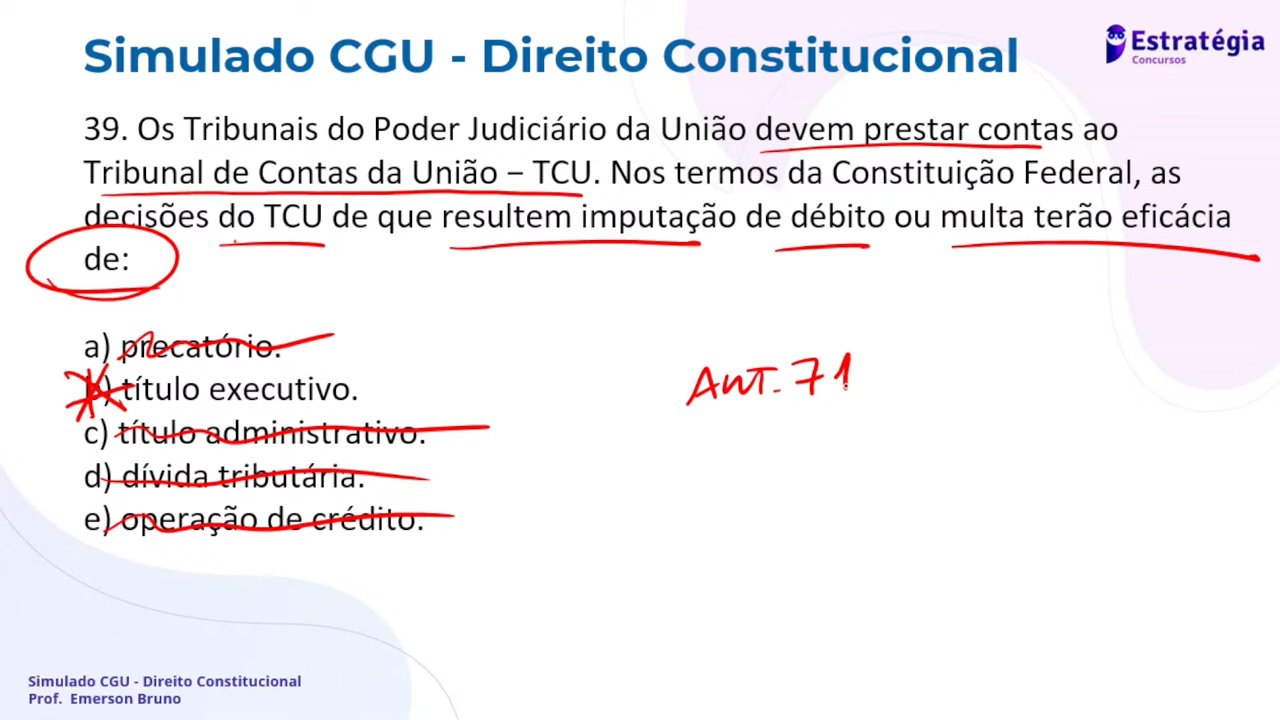 Simulado CGU - Direito Constitucional
Estratégia
Concursos
39. Os Tribunais do Poder Judiciário da União devem prestar contas ao
Tribunal de Contas da União – TCU. Nos termos da Constituição Federal, as
decisões do TCU de que resultem imputação de débito ou multa terão eficácia
de:
a) precatório.
b) título executivo.
Art. 71
c) título administrativo.
d) dívida tributária.
e) operação de crédito.
Simulado CGU - Direito Constitucional
Prof. Emerson Bruno